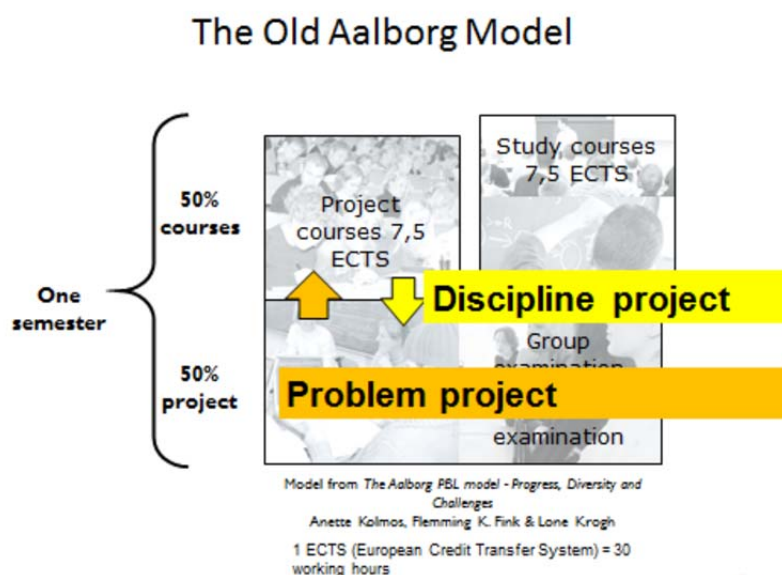 The Old Aalborg Model
50%
courses
One
semester
50%
project
Project
courses 7,5
ECTS
Study courses
7,5 ECTS
Discipline project
Group
examination
Problem project
examination
Model from The Aalborg PBL model - Progress, Diversity and
Challenges
Anette Kolmos, Flemming K. Fink & Lone Krogh
1 ECTS (European Credit Transfer System) = 30
working hours